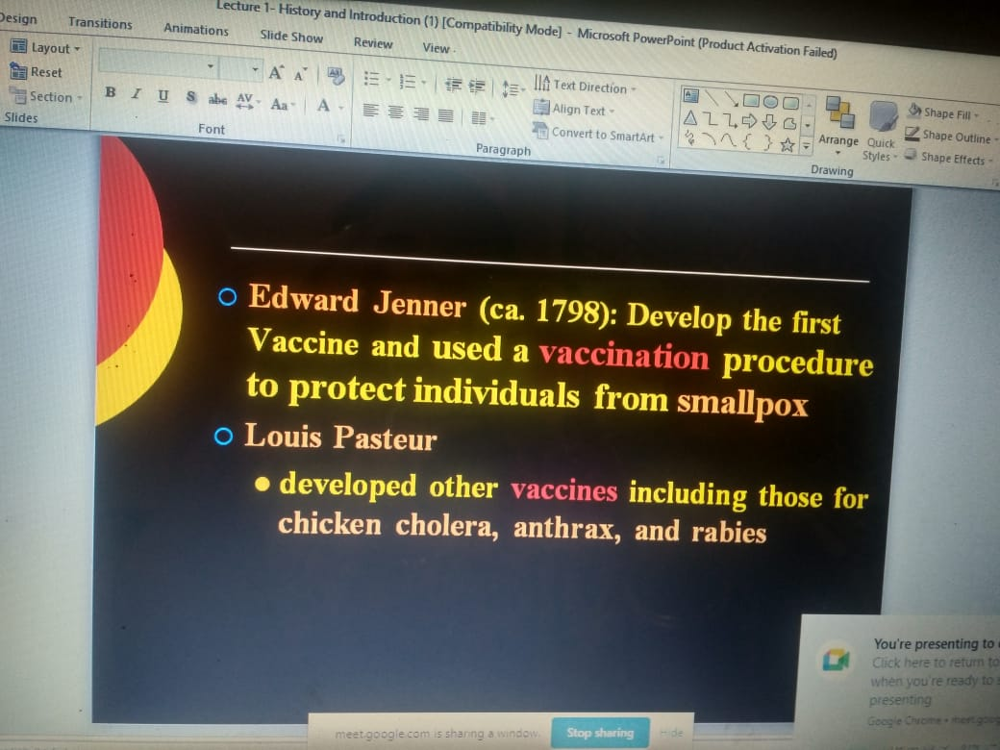 Lecture 1- History and Introduction (1) [Compatibility Mode] - Microsoft PowerPoint (Product Activation Failed)
Design Transitions Animations Slide Show Review View
Layout
Reset
Section
Slides
A A
B I U S abc AV Aa A
Font
Text Direction
Align Text
Convert to SmartArt
Paragraph
Arrange
Quick
Styles
Shape Fill
Shape Outline
Shape Effects
Drawing
Edward Jenner (ca. 1798): Develop the first
Vaccine and used a vaccination procedure
to protect individuals from smallpox
Louis Pasteur
developed other vaccines including those for
chicken cholera, anthrax, and rabies
You're presenting to
Click here to return to
when you're ready to
presenting
Google Chrome • meet.goog
meet.google.com is sharing a window.
Stop sharing
Hide